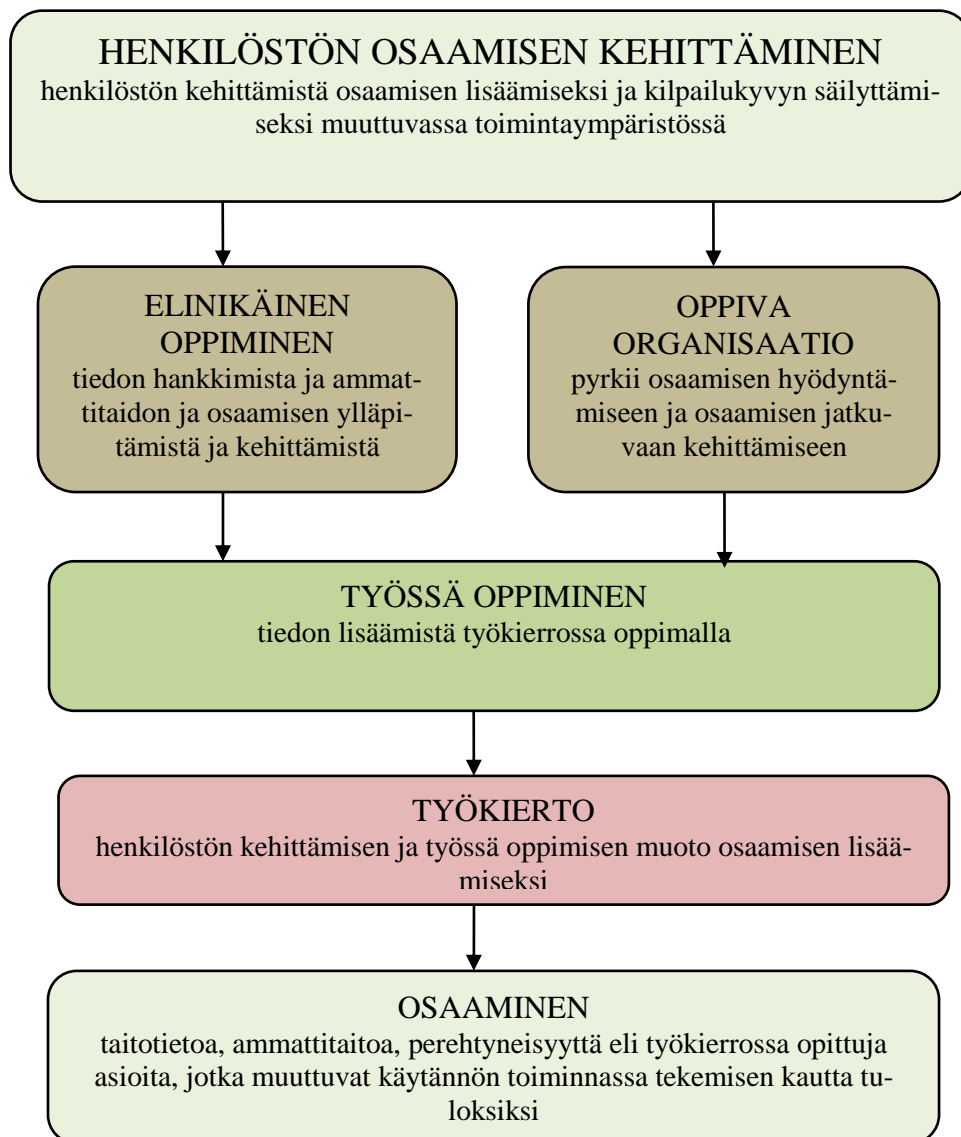 HENKILÖSTÖN OSAAMISEN KEHITTÄMINEN
henkilöstön kehittämistä osaamisen lisäämiseksi ja kilpailukyvyn säilyttämi-
seksi muuttuvassa toimintaympäristössä
ELINIKÄINEN
OPPIMINEN
tiedon hankkimista ja ammat-
titaidon ja osaamisen ylläpi-
tämistä ja kehittämistä
OPPIVA
ORGANISAATIO
pyrkii osaamisen hyödyntä-
miseen ja osaamisen jatku-
vaan kehittämiseen
TYÖSSÄ OPPIMINEN
tiedon lisäämistä työkierrossa oppimalla
TYÖKIERTO
henkilöstön kehittämisen ja työssä oppimisen muoto osaamisen lisää-
miseksi
OSAAMINEN
taitotietoa, ammattitaitoa, perehtyneisyyttä eli työkierrossa opittuja
asioita, jotka muuttuvat käytännön toiminnassa tekemisen kautta tu-
loksiksi